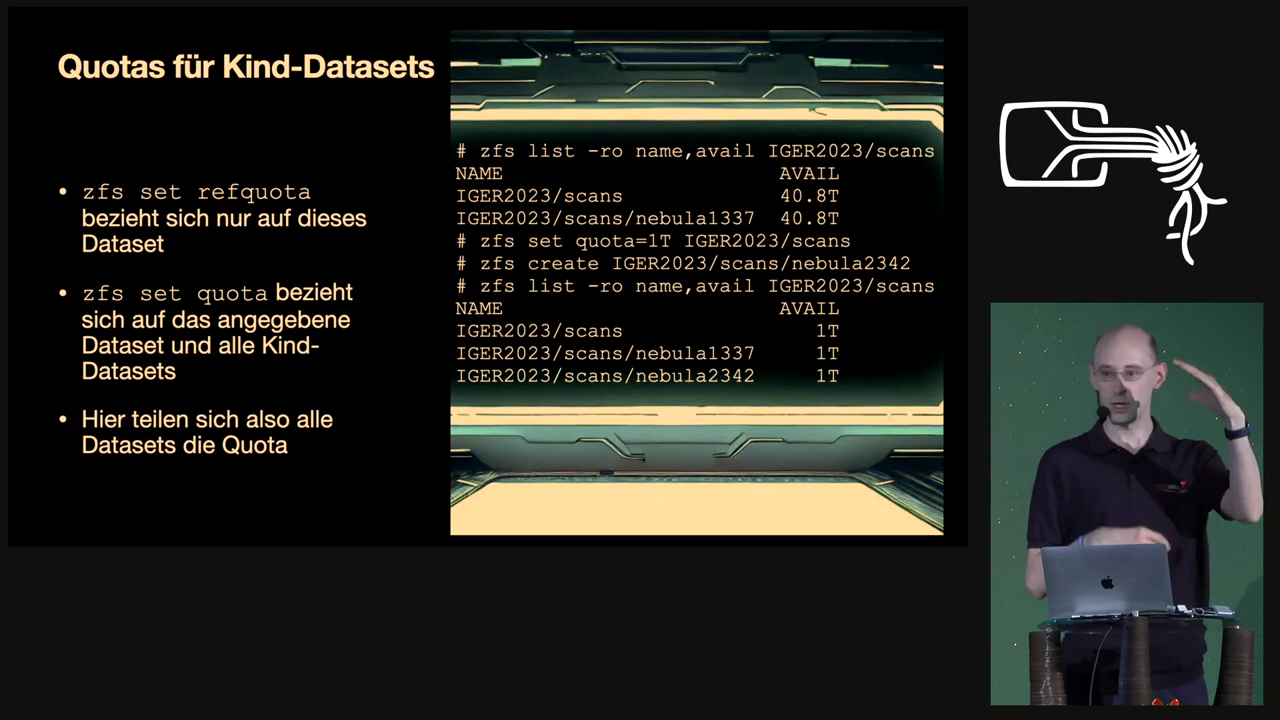 Quotas für Kind-Datasets
• zfs set refquota
bezieht sich nur auf dieses
Dataset
• zfs set quota bezieht
sich auf das angegebene
Dataset und alle Kind-
Datasets
• Hier teilen sich also alle
Datasets die Quota
# zfs list -ro name,avail IGER2023/scans
NAME AVAIL
IGER2023/scans 40.8T
IGER2023/scans/nebula1337 40.8T
# zfs set quota=1T IGER2023/scans
# zfs create IGER2023/scans/nebula2342
# zfs list -ro name,avail IGER2023/scans
NAME AVAIL
IGER2023/scans 1T
IGER2023/scans/nebula1337 1T
IGER2023/scans/nebula2342 1T